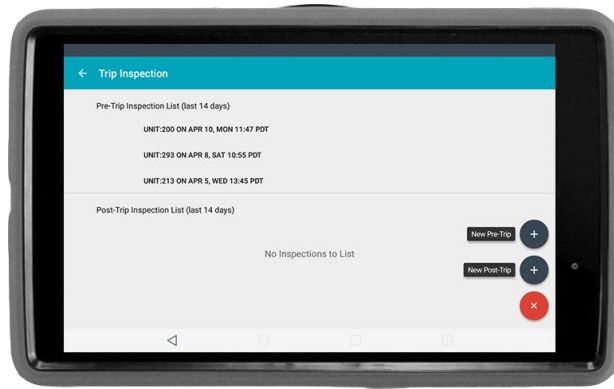 Trip Inspection
Pre-Trip Inspection List (last 14 days)
UNIT:200 ON APR 10, MON 11:47 PDT
UNIT:293 ON APR 8, SAT 10:55 PDT
UNIT:213 ON APR 5, WED 13:45 PDT
Post-Trip Inspection List (last 14 days)
New Pre-Trip
No Inspections to List
New Post-Trip